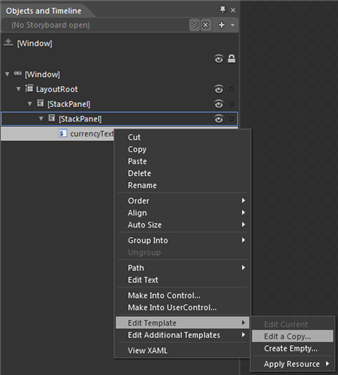 Objects and Timeline
(No Storyboard open)
[Window]
[Window]
LayoutRoot
[StackPanel]
[StackPanel]
currencyText
Cut
Copy
Paste
Delete
Rename
Order
Align
Auto Size
Group Into
Ungroup
Path
Edit Text
Make Into Control...
Make Into UserControl...
Edit Template
Edit Additional Templates
View XAML
Edit Current
Edit a Copy...
Create Empty...
Apply Resource